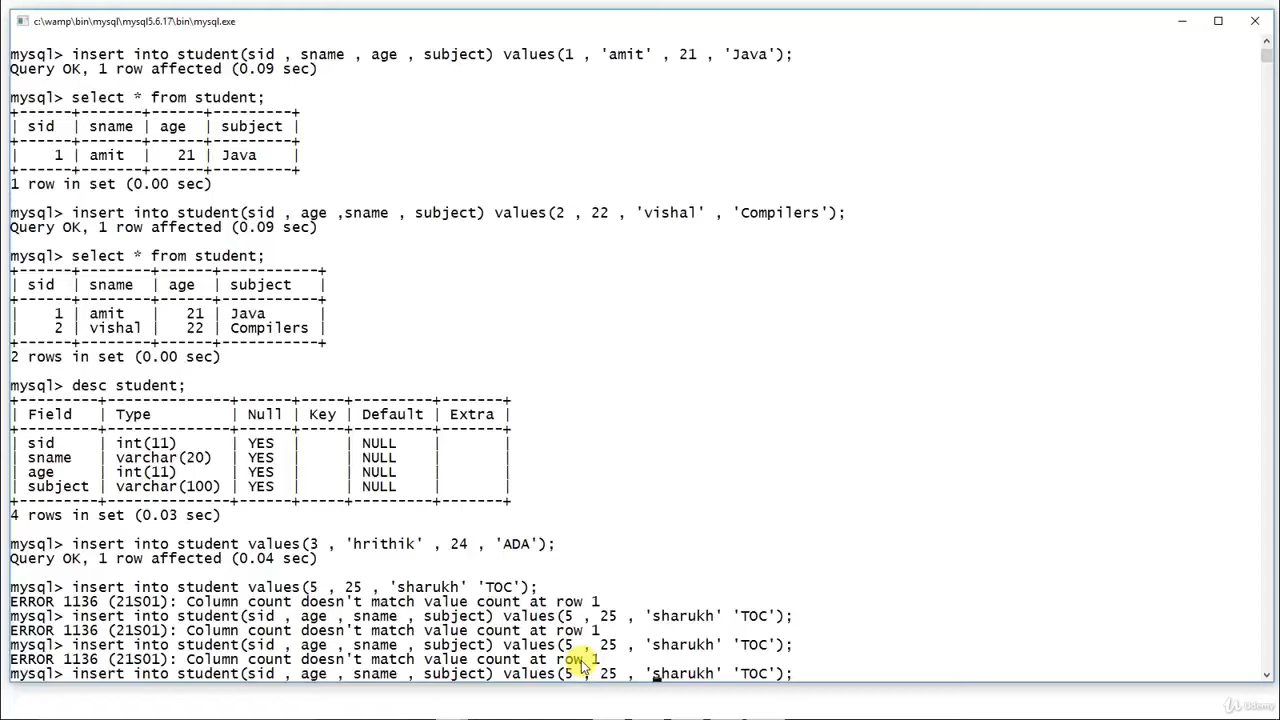 c:\wamp\bin\mysql\mysql5.6.17\bin\mysql.exe
mysql> insert into student(sid , sname , age , subject) values(1 , 'amit' , 21 , 'Java');
Query OK, 1 row affected (0.09 sec)
mysql> select * from student;
+------+-------+------+---------+
| sid  | sname | age  | subject |
+------+-------+------+---------+
|    1 | amit  |   21 | Java    |
+------+-------+------+---------+
1 row in set (0.00 sec)
mysql> insert into student(sid , age ,sname , subject) values(2 , 22 , 'vishal' , 'Compilers');
Query OK, 1 row affected (0.09 sec)
mysql> select * from student;
+------+--------+------+-----------+
| sid  | sname  | age  | subject   |
+------+--------+------+-----------+
|    1 | amit   |   21 | Java      |
|    2 | vishal |   22 | Compilers |
+------+--------+------+-----------+
2 rows in set (0.00 sec)
mysql> desc student;
+---------+--------------+------+-----+---------+-------+
| Field   | Type         | Null | Key | Default | Extra |
+---------+--------------+------+-----+---------+-------+
| sid     | int(11)      | YES  |     | NULL    |       |
| sname   | varchar(20)  | YES  |     | NULL    |       |
| age     | int(11)      | YES  |     | NULL    |       |
| subject | varchar(100) | YES  |     | NULL    |       |
+---------+--------------+------+-----+---------+-------+
4 rows in set (0.03 sec)
mysql> insert into student values(3 , 'hrithik' , 24 , 'ADA');
Query OK, 1 row affected (0.04 sec)
mysql> insert into student values(5 , 25 , 'sharukh' 'TOC');
ERROR 1136 (21S01): Column count doesn't match value count at row 1
mysql> insert into student(sid , age , sname , subject) values(5 , 25 , 'sharukh' 'TOC');
ERROR 1136 (21S01): Column count doesn't match value count at row 1
mysql> insert into student(sid , age , sname , subject) values(5 , 25 , 'sharukh' 'TOC');
ERROR 1136 (21S01): Column count doesn't match value count at row 1
mysql> insert into student(sid , age , sname , subject) values(5 , 25 , 'sharukh' 'TOC');
Udemy